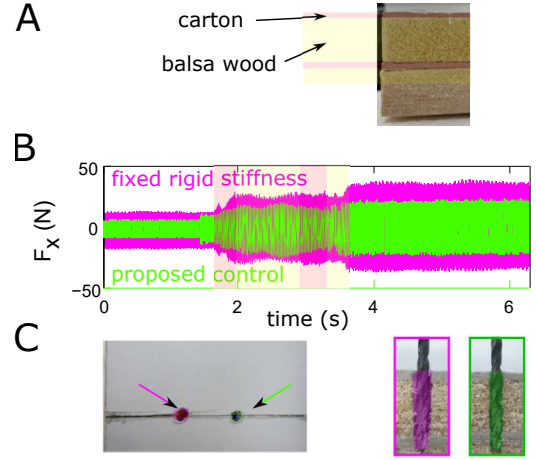 A
carton
balsa wood
B
F_X (N)
50
0
−50
fixed rigid stiffness
proposed control
0
2
4
6
time (s)
C